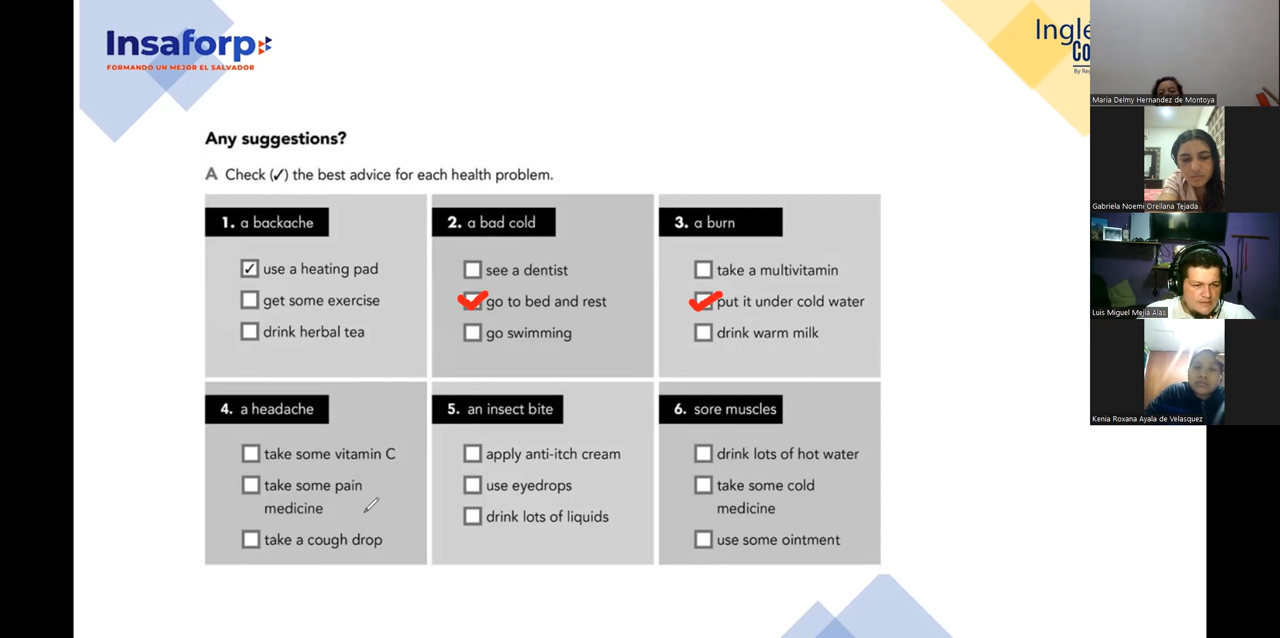 Insaforp
FORMANDO UN MEJOR EL SALVADOR
Inglé
Co
By Reg
Any suggestions?
A Check (✓) the best advice for each health problem.
1. a backache
✓ use a heating pad
get some exercise
drink herbal tea
2. a bad cold
see a dentist
go to bed and rest
go swimming
3. a burn
take a multivitamin
put it under cold water
drink warm milk
4. a headache
take some vitamin C
take some pain
medicine
take a cough drop
5. an insect bite
apply anti-itch cream
use eyedrops
drink lots of liquids
6. sore muscles
drink lots of hot water
take some cold
medicine
use some ointment
Maria Delmy Hernandez de Montoya
Gabriela Noemi Orellana Tejada
Luis Miguel Mejia Alas
Kenia Roxana Ayala de Velasquez